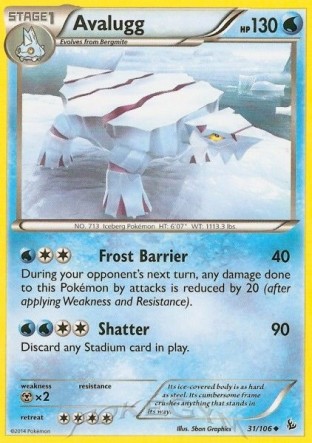 STAGE1
Avalugg
HP 130
Evolves from Bergmite
NO. 713 Iceberg Pokémon HT: 6'07" WT: 1113.3 lbs.
Frost Barrier 40
During your opponent's next turn, any damage done
to this Pokémon by attacks is reduced by 20 (after
applying Weakness and Resistance).
Shatter 90
Discard any Stadium card in play.
weakness
resistance
×2
retreat
Its ice-covered body is as hard
as steel. Its cumbersome frame
crushes anything that stands in
its way.
©2014 Pokémon
Illus. 5ban Graphics
31/106